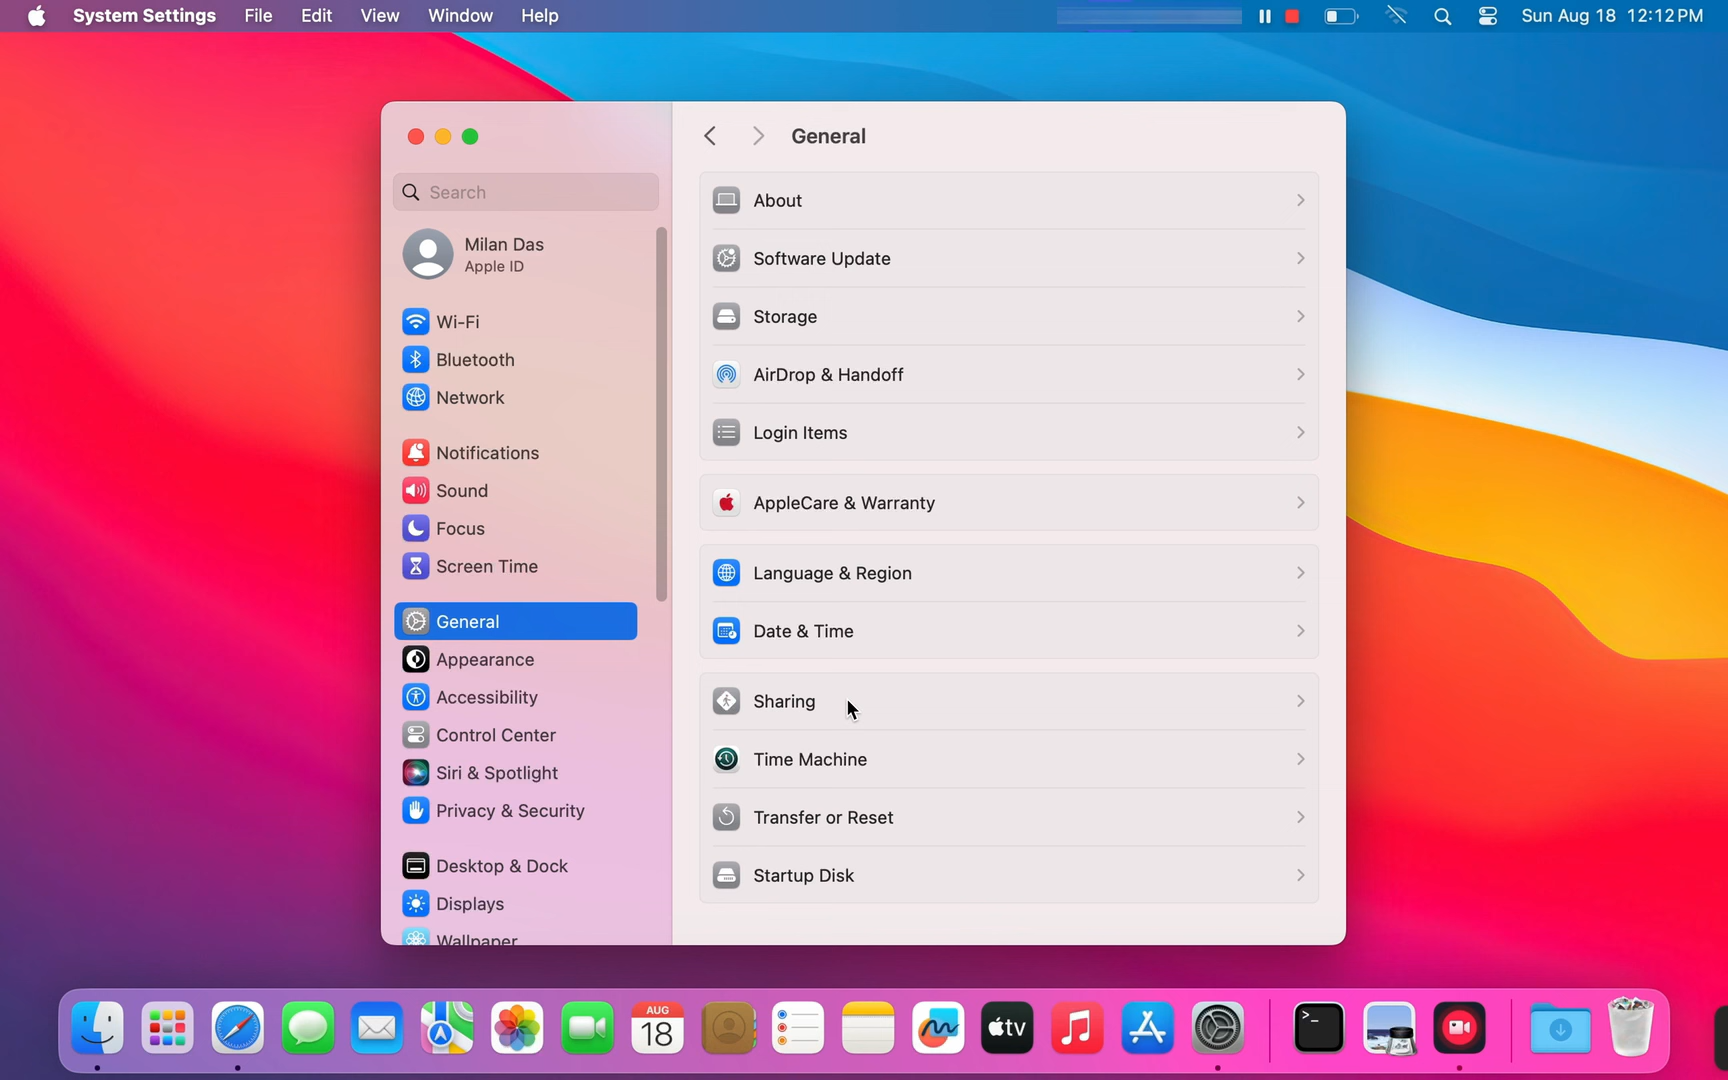 System Settings File Edit View Window Help Sun Aug 18 12:12 PM
Search
Milan Das
Apple ID
Wi-Fi
Bluetooth
Network
Notifications
Sound
Focus
Screen Time
General
Appearance
Accessibility
Control Center
Siri & Spotlight
Privacy & Security
Desktop & Dock
Displays
Wallpaper
General
About
Software Update
Storage
AirDrop & Handoff
Login Items
AppleCare & Warranty
Language & Region
Date & Time
Sharing
Time Machine
Transfer or Reset
Startup Disk
AUG
18
tv
>_